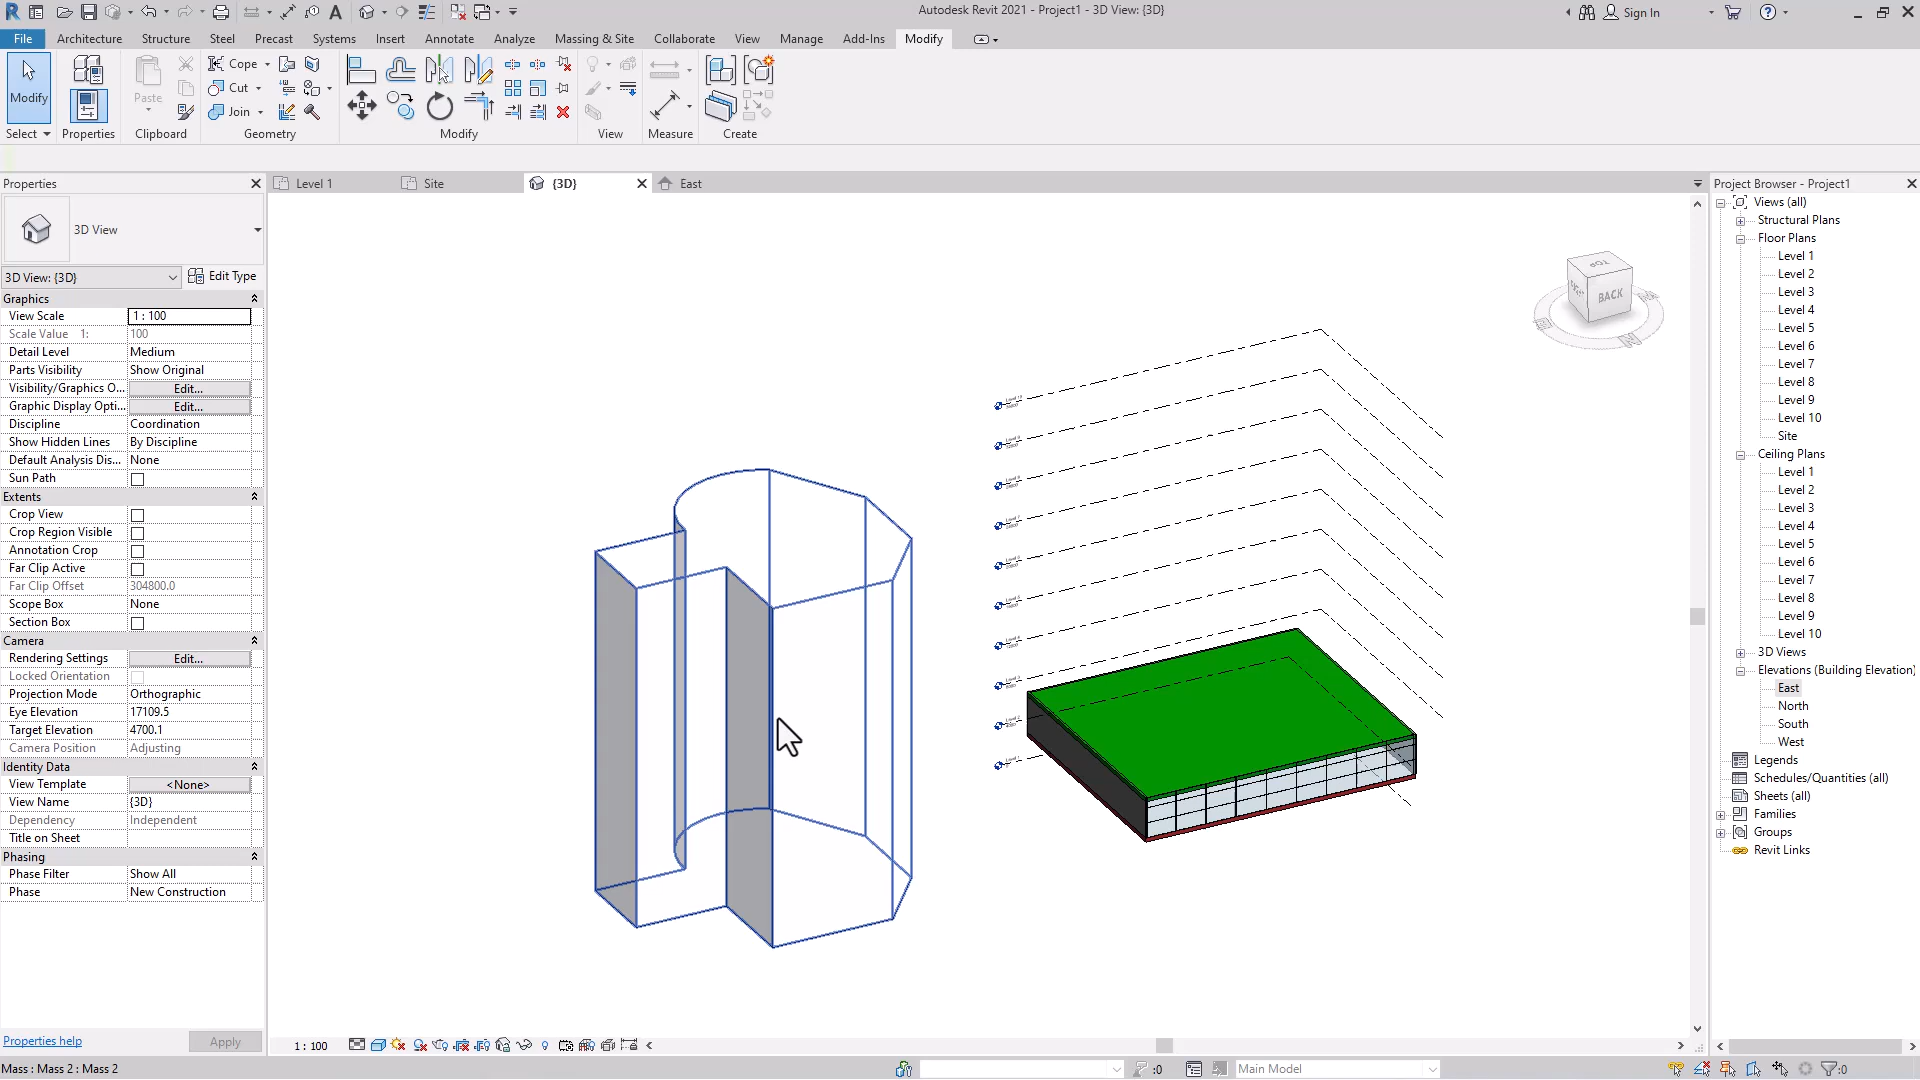 Autodesk Revit 2021 - Project1 - 3D View: {3D}
Sign In
File
Architecture
Structure
Steel
Precast
Systems
Insert
Annotate
Analyze
Massing & Site
Collaborate
View
Manage
Add-Ins
Modify
Modify
Select
Properties
Paste
Clipboard
Cope
Cut
Join
Geometry
Modify
View
Measure
Create
Properties
Level 1
Site
{3D}
East
Project Browser - Project1
3D View
3D View: {3D}
Edit Type
Graphics
View Scale 1 : 100
Scale Value 1: 100
Detail Level Medium
Parts Visibility Show Original
Visibility/Graphics O... Edit...
Graphic Display Opti... Edit...
Discipline Coordination
Show Hidden Lines By Discipline
Default Analysis Dis... None
Sun Path
Extents
Crop View
Crop Region Visible
Annotation Crop
Far Clip Active
Far Clip Offset 304800.0
Scope Box None
Section Box
Camera
Rendering Settings Edit...
Locked Orientation
Projection Mode Orthographic
Eye Elevation 17109.5
Target Elevation 4700.1
Camera Position Adjusting
Identity Data
View Template <None>
View Name {3D}
Dependency Independent
Title on Sheet
Phasing
Phase Filter Show All
Phase New Construction
Properties help
Apply
TOP
BACK
Views (all)
Structural Plans
Floor Plans
Level 1
Level 2
Level 3
Level 4
Level 5
Level 6
Level 7
Level 8
Level 9
Level 10
Site
Ceiling Plans
Level 1
Level 2
Level 3
Level 4
Level 5
Level 6
Level 7
Level 8
Level 9
Level 10
3D Views
Elevations (Building Elevation)
East
North
South
West
Legends
Schedules/Quantities (all)
Sheets (all)
Families
Groups
Revit Links
1 : 100
Mass : Mass 2 : Mass 2
:0
Main Model
:0